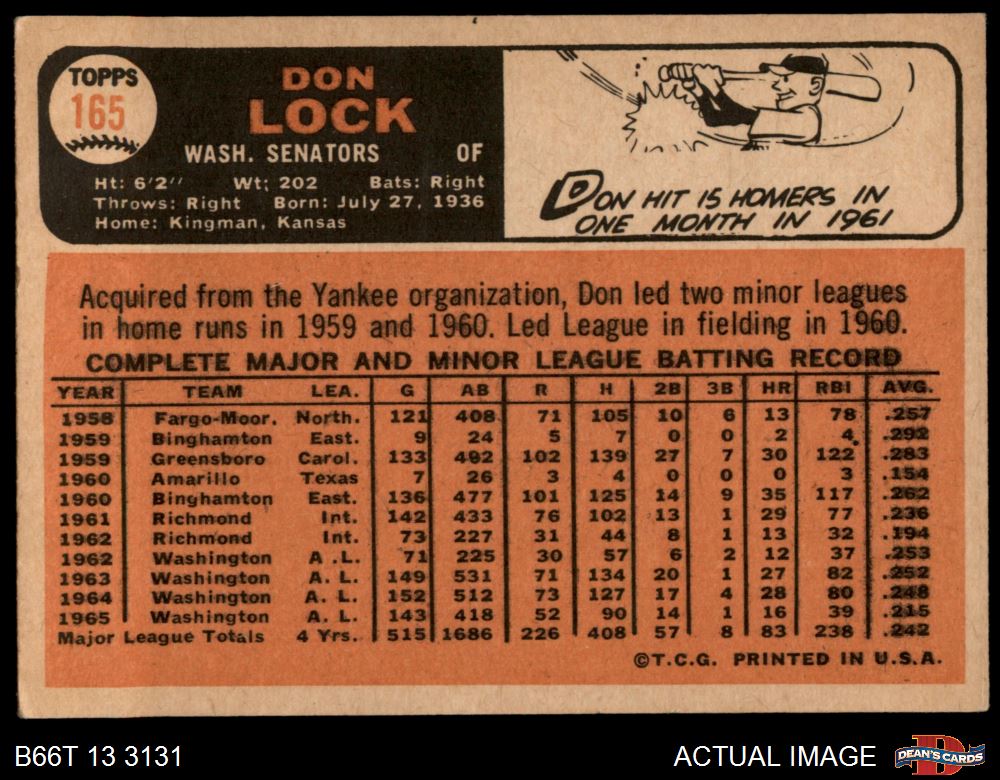 TOPPS
165
DON
LOCK
WASH. SENATORS OF
Ht: 6'2" Wt: 202 Bats: Right
Throws: Right Born: July 27, 1936
Home: Kingman, Kansas
DON HIT 15 HOMERS IN
ONE MONTH IN 1961
Acquired from the Yankee organization, Don led two minor leagues
in home runs in 1959 and 1960. Led League in fielding in 1960.
COMPLETE MAJOR AND MINOR LEAGUE BATTING RECORD
YEAR TEAM LEA. G AB R H 2B 3B HR RBI AVG.
1958 Fargo-Moor. North. 121 408 71 105 10 6 13 78 .257
1959 Binghamton East. 9 24 5 7 0 0 2 4 .292
1959 Greensboro Carol. 133 492 102 139 27 7 30 122 .283
1960 Amarillo Texas 7 26 3 4 0 0 0 3 .154
1960 Binghamton East. 136 477 101 125 14 9 35 117 .262
1961 Richmond Int. 142 433 76 102 13 1 29 77 .236
1962 Richmond Int. 73 227 31 44 8 1 13 32 .194
1962 Washington A.L. 71 225 30 57 6 2 12 37 .253
1963 Washington A. L. 149 531 71 134 20 1 27 82 .252
1964 Washington A. L. 152 512 73 127 17 4 28 80 .248
1965 Washington A. L. 143 418 52 90 14 1 16 39 .215
Major League Totals 4 Yrs. 515 1686 226 408 57 8 83 238 .242
©T.C.G. PRINTED IN U.S.A.
B66T 13 3131 ACTUAL IMAGE DEAN'S CARDS